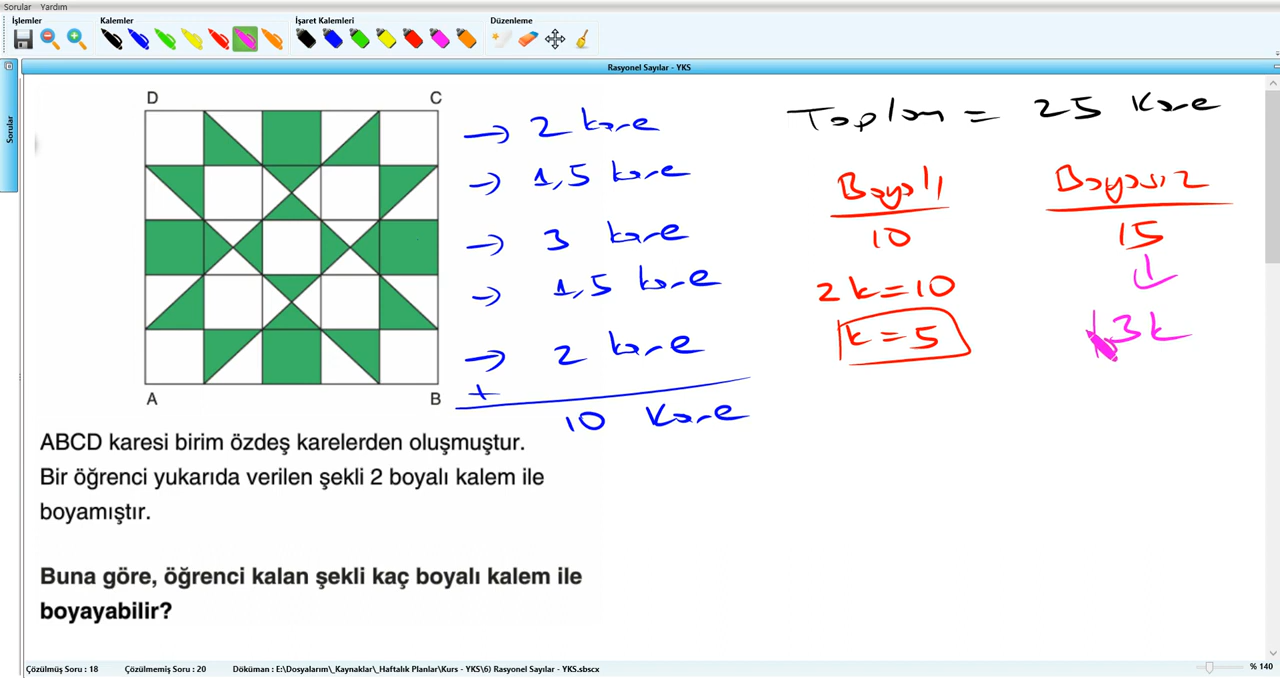 Sorular Yardım
İşlemler Kalemler İşaret Kalemleri Düzenleme
Rasyonel Sayılar - YKS
Sorular
D C
A B
→ 2 kare
→ 1,5 kare
→ 3 kare
→ 1,5 kare
→ 2 kare
+
10 Kare
Toplam = 25 Kare
Boyalı Boyasız
10 15
2k=10
k=5
3k
ABCD karesi birim özdeş karelerden oluşmuştur.
Bir öğrenci yukarıda verilen şekli 2 boyalı kalem ile
boyamıştır.
Buna göre, öğrenci kalan şekli kaç boyalı kalem ile
boyayabilir?
Çözülmüş Soru : 18 Çözülmemiş Soru : 20 Döküman : E:\Dosyalarım\_Kaynaklar\_Haftalık Planlar\Kurs - YKS\6) Rasyonel Sayılar - YKS.sbscx % 140